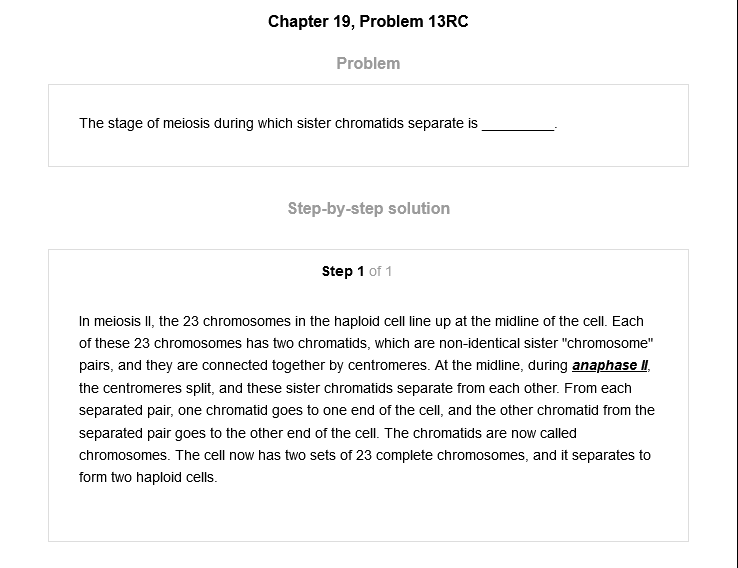 Chapter 19, Problem 13RC
Problem
The stage of meiosis during which sister chromatids separate is __________.
Step-by-step solution
Step 1 of 1
In meiosis II, the 23 chromosomes in the haploid cell line up at the midline of the cell. Each
of these 23 chromosomes has two chromatids, which are non-identical sister "chromosome"
pairs, and they are connected together by centromeres. At the midline, during anaphase II,
the centromeres split, and these sister chromatids separate from each other. From each
separated pair, one chromatid goes to one end of the cell, and the other chromatid from the
separated pair goes to the other end of the cell. The chromatids are now called
chromosomes. The cell now has two sets of 23 complete chromosomes, and it separates to
form two haploid cells.